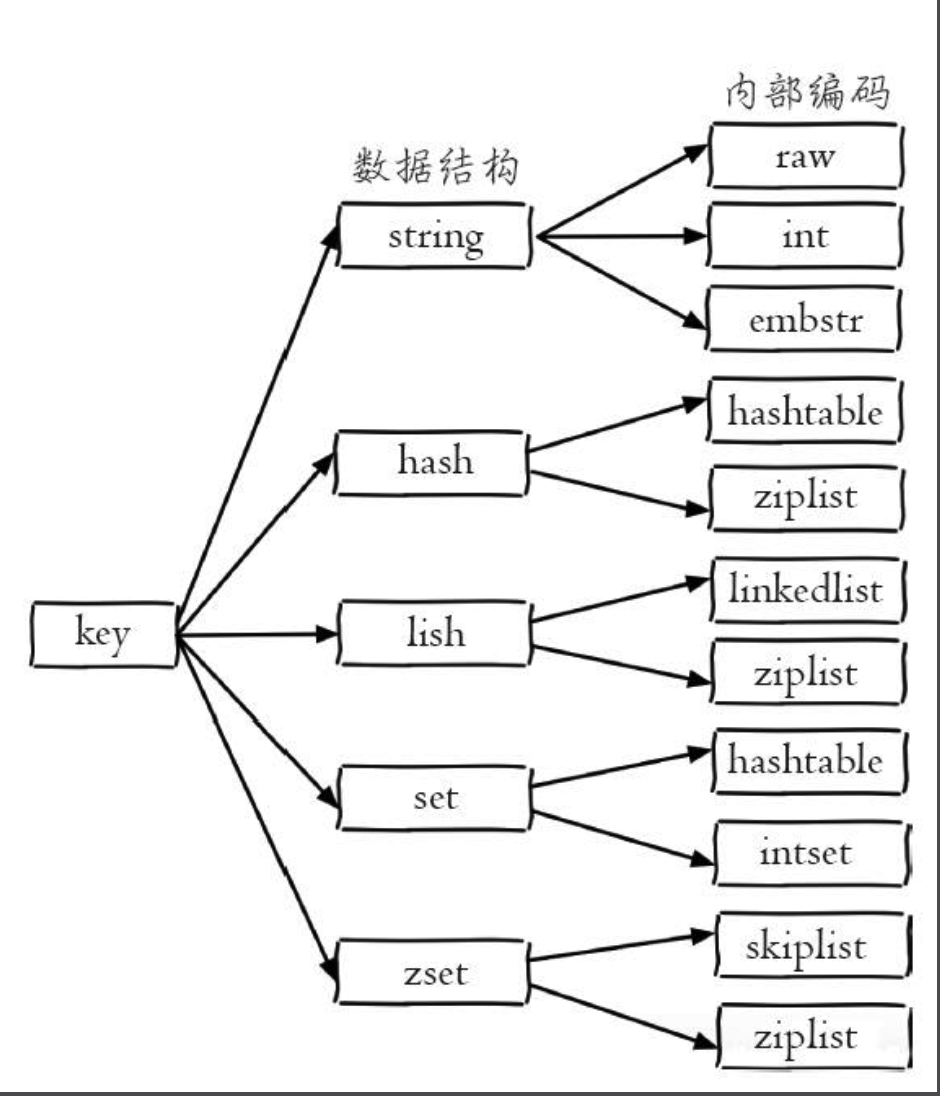 内部编码
数据结构
raw
string
int
embstr
hashtable
hash
ziplist
linkedlist
key
lish
ziplist
hashtable
set
intset
skiplist
zset
ziplist